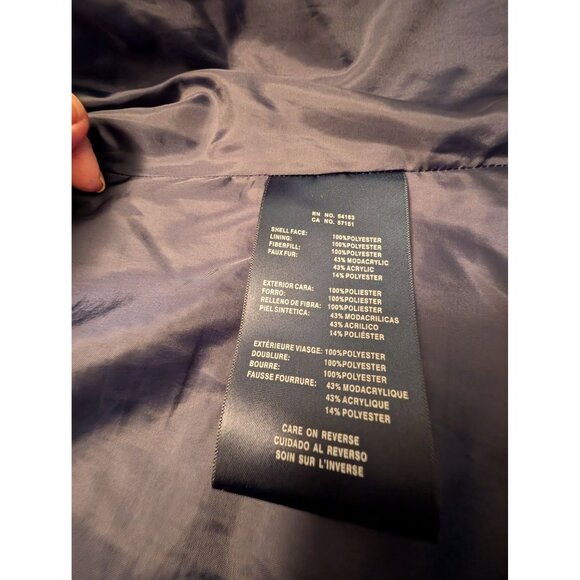 RN NO. 64163
CA NO. 57151
SHELL FACE: 100%POLYESTER
LINING: 100%POLYESTER
FIBERFILL: 100%POLYESTER
FAUX FUR: 43% MODACRYLIC
43% ACRYLIC
14% POLYESTER
EXTERIOR CARA: 100%POLIESTER
FORRO: 100%POLIESTER
RELLENO DE FIBRA: 100%POLIESTER
PIEL SINTETICA: 43% MODACRILICAS
43% ACRILICO
14% POLIÉSTER
EXTÉRIEURE VIASGE: 100%POLYESTER
DOUBLURE: 100%POLYESTER
BOURRE: 100%POLYESTER
FAUSSE FOURRURE: 43% MODACRYLIQUE
43% ACRYLIQUE
14% POLYESTER
CARE ON REVERSE
CUIDADO AL REVERSO
SOIN SUR L'INVERSE